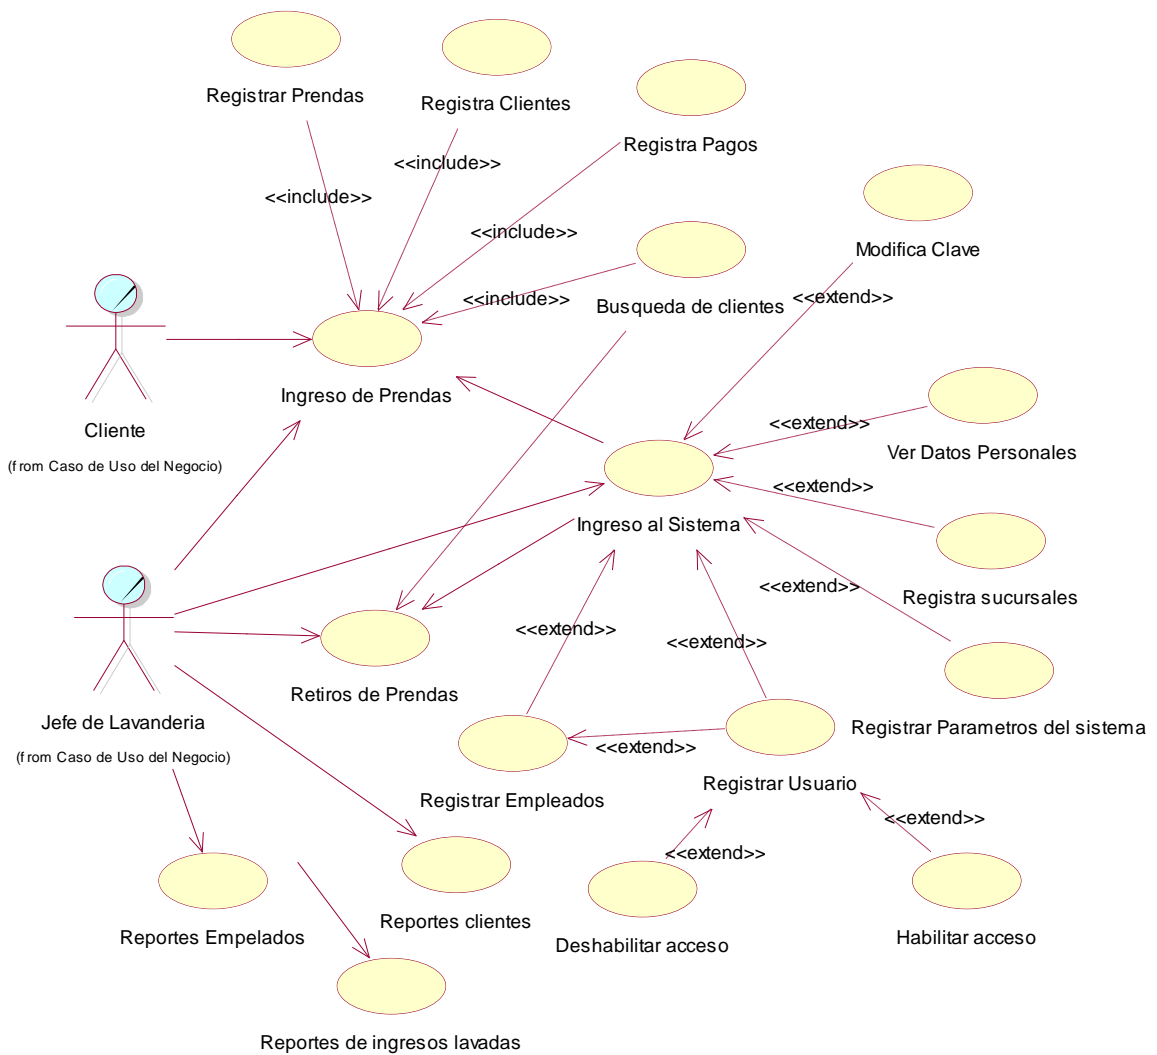 Registrar Prendas
Registra Clientes
Registra Pagos
<<include>>
<<include>>
<<include>>
Modifica Clave
<<include>>
Busqueda de clientes
<<extend>>
Ingreso de Prendas
Cliente
(from Caso de Uso del Negocio)
<<extend>>
Ver Datos Personales
<<extend>>
Ingreso al Sistema
<<extend>>
Registra sucursales
<<extend>>
<<extend>>
Retiros de Prendas
Jefe de Lavanderia
(from Caso de Uso del Negocio)
Registrar Parametros del sistema
<<extend>>
Registrar Empleados
Registrar Usuario
<<extend>>
<<extend>>
Reportes clientes
Reportes Empelados
Deshabilitar acceso
Habilitar acceso
Reportes de ingresos lavadas